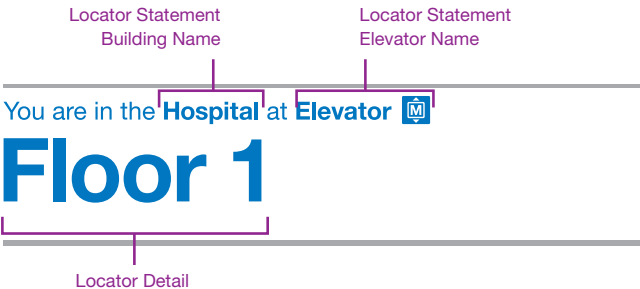 Locator Statement
Building Name
Locator Statement
Elevator Name
You are in the Hospital at Elevator M
Floor 1
Locator Detail